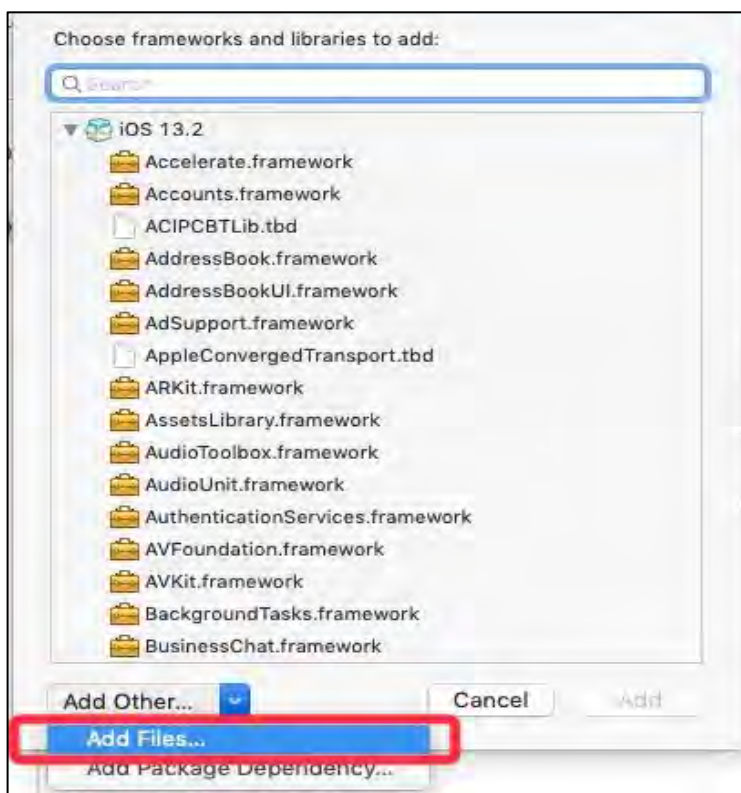 Choose frameworks and libraries to add:
Search
iOS 13.2
Accelerate.framework
Accounts.framework
ACIPCBTLib.tbd
AddressBook.framework
AddressBookUI.framework
AdSupport.framework
AppleConvergedTransport.tbd
ARKit.framework
AssetsLibrary.framework
AudioToolbox.framework
AudioUnit.framework
AuthenticationServices.framework
AVFoundation.framework
AVKit.framework
BackgroundTasks.framework
BusinessChat.framework
Add Other... Cancel Add
Add Files...
Add Package Dependency...